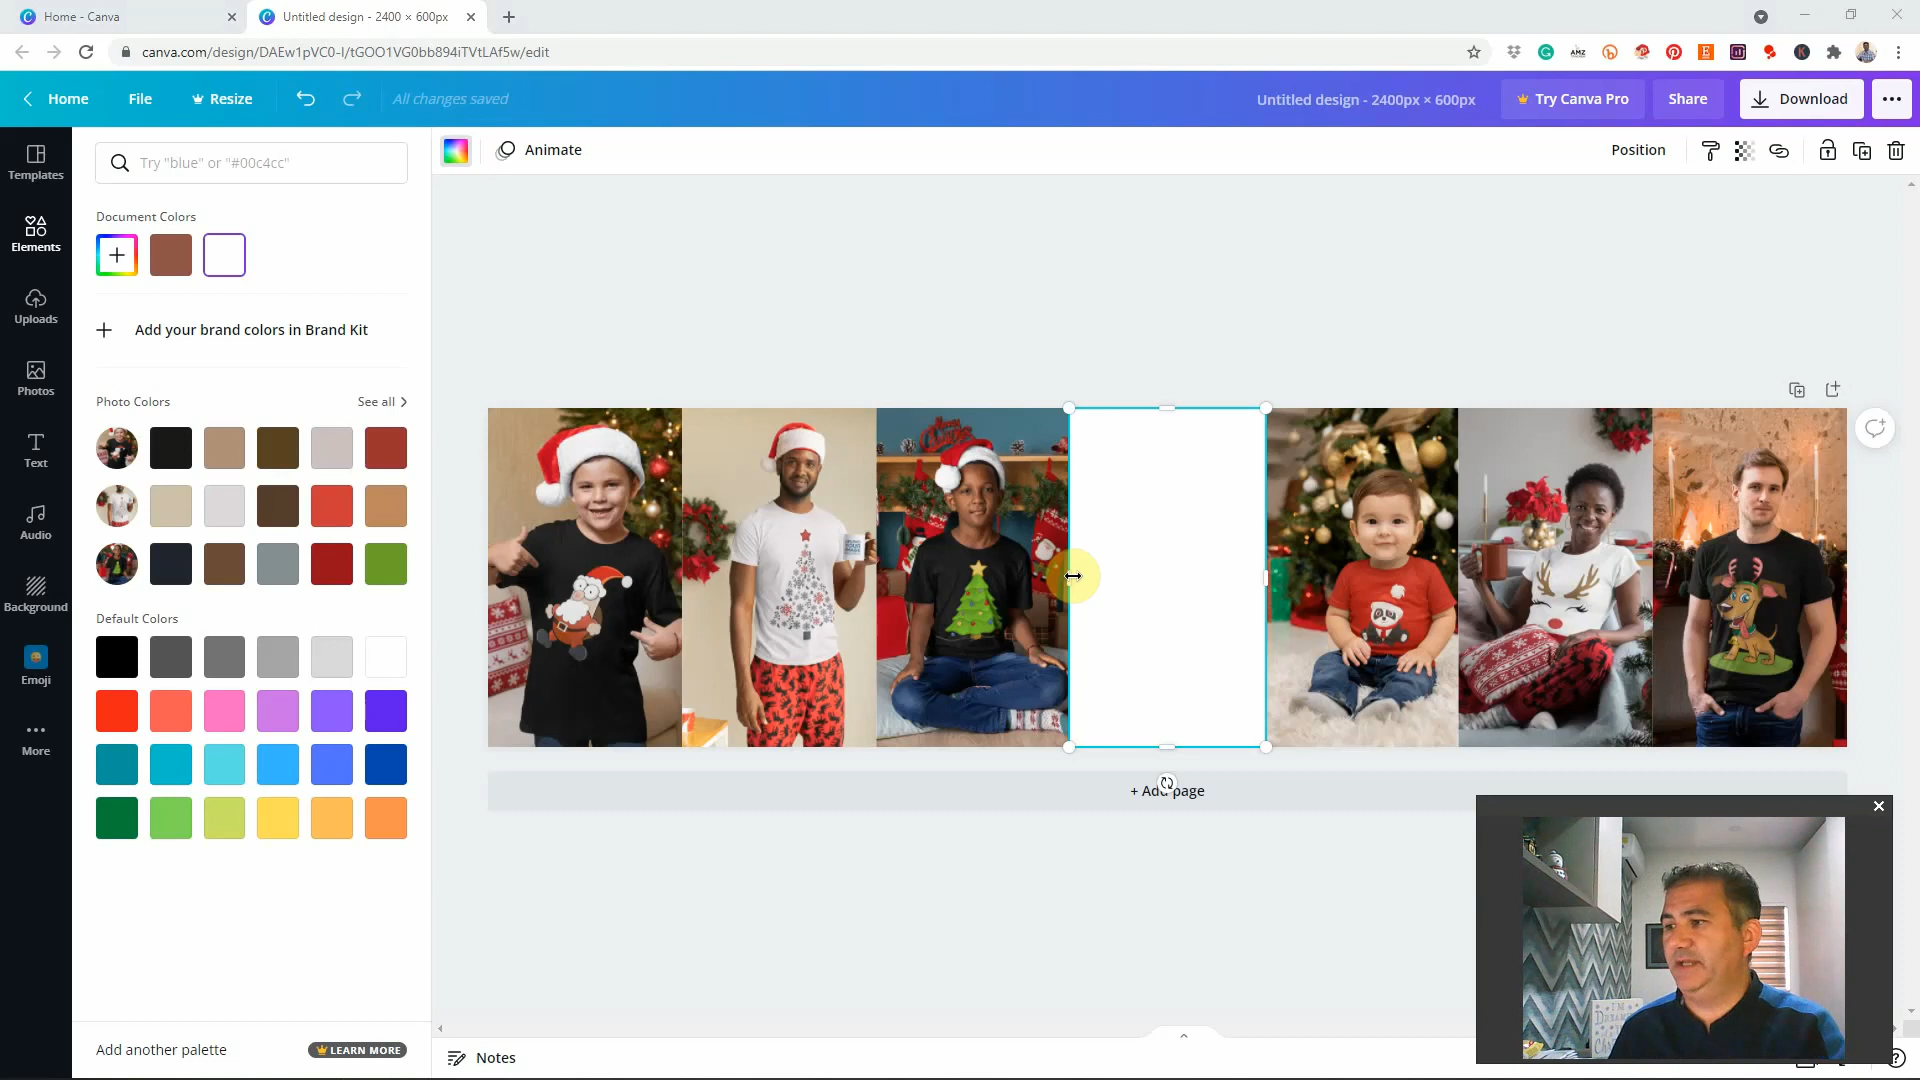 Home - Canva
Untitled design - 2400 × 600px
canva.com/design/DAEw1pVC0-I/tGOO1VG0bb894iTVtLAf5w/edit
Home
File
Resize
All changes saved
Untitled design - 2400px × 600px
Try Canva Pro
Share
Download
Templates
Elements
Uploads
Photos
Text
Audio
Background
Emoji
More
Try "blue" or "#00c4cc"
Document Colors
Add your brand colors in Brand Kit
Photo Colors
See all
Default Colors
Add another palette
LEARN MORE
Animate
Position
Merry
Christmas
+ Add page
Notes